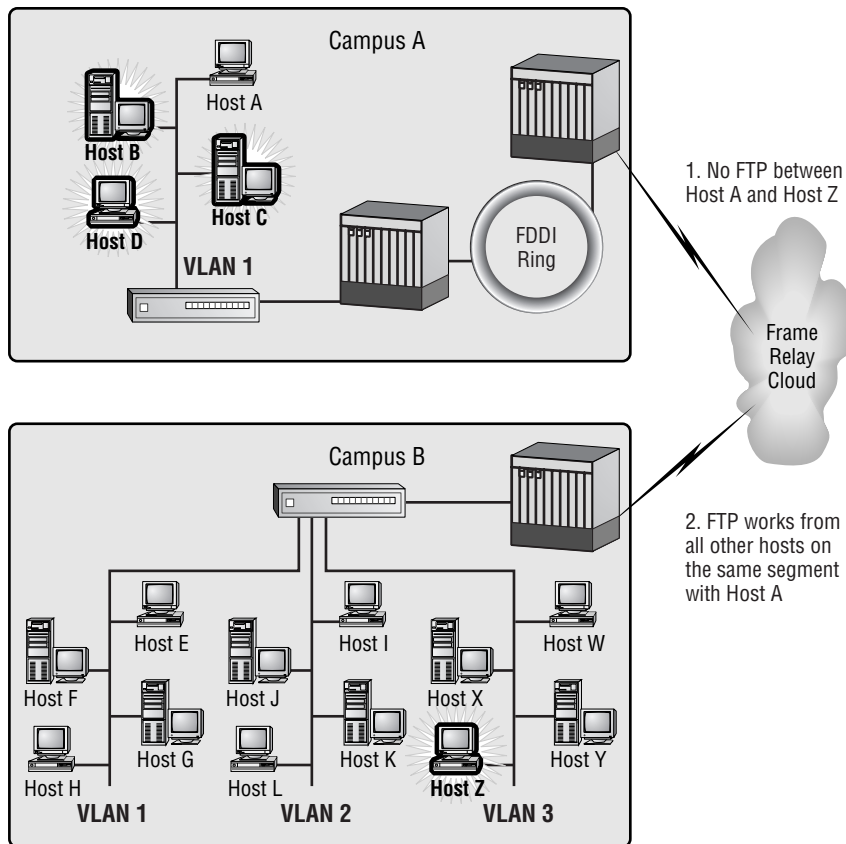 Campus A
Host A
Host B
Host C
Host D
VLAN 1
FDDI
Ring
1. No FTP between
Host A and Host Z
Frame
Relay
Cloud
Campus B
2. FTP works from
all other hosts on
the same segment
with Host A
Host E
Host I
Host W
Host F
Host J
Host X
Host G
Host K
Host Y
Host H
Host L
Host Z
VLAN 1
VLAN 2
VLAN 3